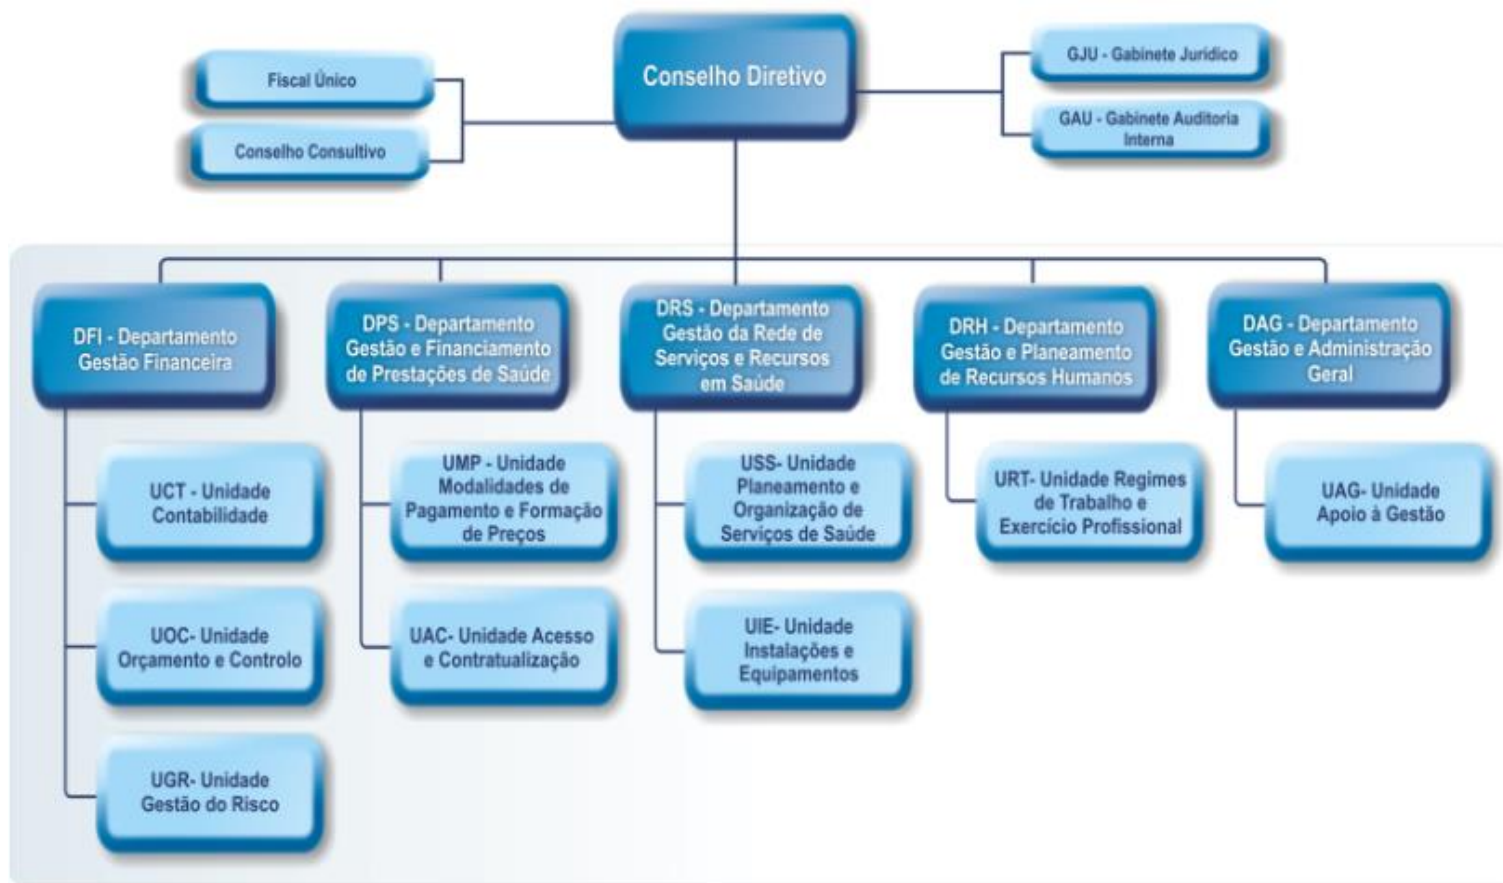 Conselho Diretivo
Fiscal Único
Conselho Consultivo
GJU - Gabinete Jurídico
GAU - Gabinete Auditoria
Interna
DFI - Departamento
Gestão Financeira
DPS - Departamento
Gestão e Financiamento
de Prestações de Saúde
DRS - Departamento
Gestão da Rede de
Serviços e Recursos
em Saúde
DRH - Departamento
Gestão e Planeamento
de Recursos Humanos
DAG - Departamento
Gestão e Administração
Geral
UCT - Unidade
Contabilidade
UMP - Unidade
Modalidades de
Pagamento e Formação
de Preços
USS- Unidade
Planeamento e
Organização de
Serviços de Saúde
URT- Unidade Regimes
de Trabalho e
Exercício Profissional
UAG- Unidade
Apoio à Gestão
UOC- Unidade
Orçamento e Controlo
UAC- Unidade Acesso
e Contratualização
UIE- Unidade
Instalações e
Equipamentos
UGR- Unidade
Gestão do Risco